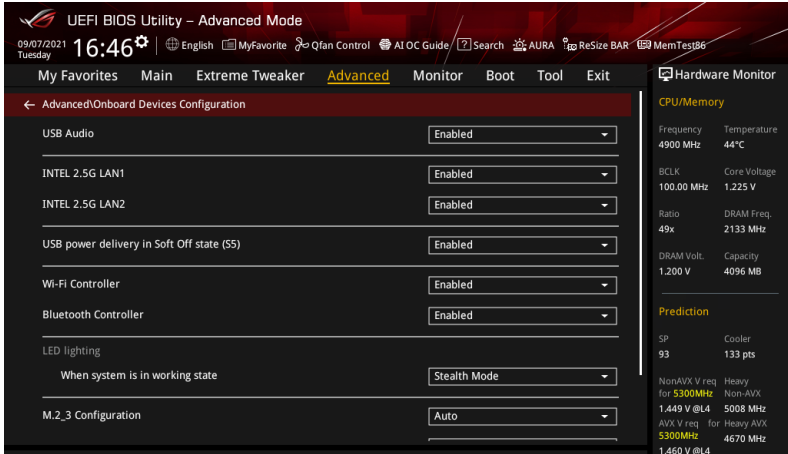 UEFI BIOS Utility – Advanced Mode
09/07/2021 Tuesday 16:46 English MyFavorite Qfan Control AI OC Guide Search AURA ReSize BAR MemTest86
My Favorites Main Extreme Tweaker Advanced Monitor Boot Tool Exit
Advanced\Onboard Devices Configuration
USB Audio Enabled
INTEL 2.5G LAN1 Enabled
INTEL 2.5G LAN2 Enabled
USB power delivery in Soft Off state (S5) Enabled
Wi-Fi Controller Enabled
Bluetooth Controller Enabled
LED lighting
When system is in working state Stealth Mode
M.2_3 Configuration Auto
Hardware Monitor
CPU/Memory
Frequency Temperature
4900 MHz 44°C
BCLK Core Voltage
100.00 MHz 1.225 V
Ratio DRAM Freq.
49x 2133 MHz
DRAM Volt. Capacity
1.200 V 4096 MB
Prediction
SP Cooler
93 133 pts
NonAVX V req Heavy
for 5300MHz Non-AVX
1.449 V @L4 5008 MHz
AVX V req for Heavy AVX
5300MHz 4670 MHz
1.460 V @L4